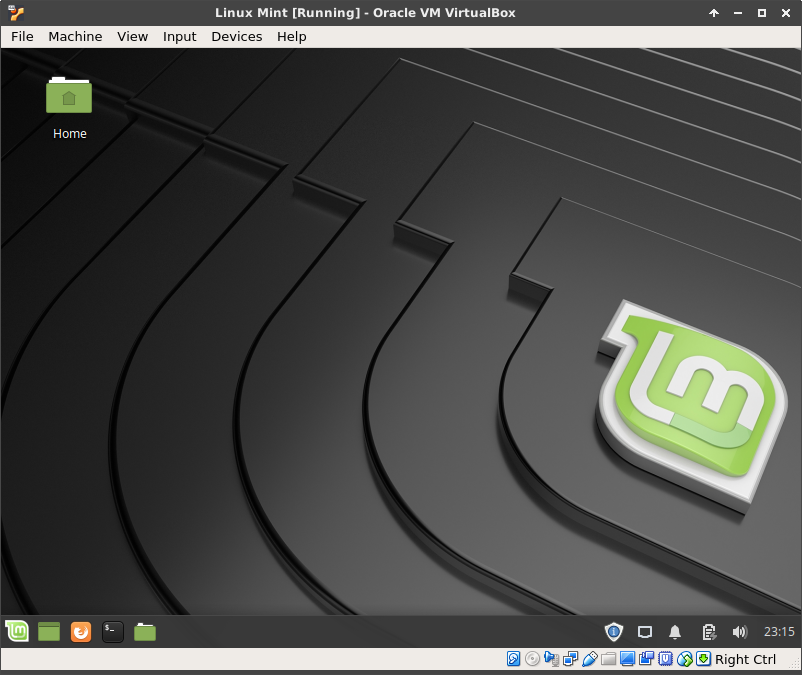 Linux Mint [Running] - Oracle VM VirtualBox
File Machine View Input Devices Help
Home
23:15
Right Ctrl